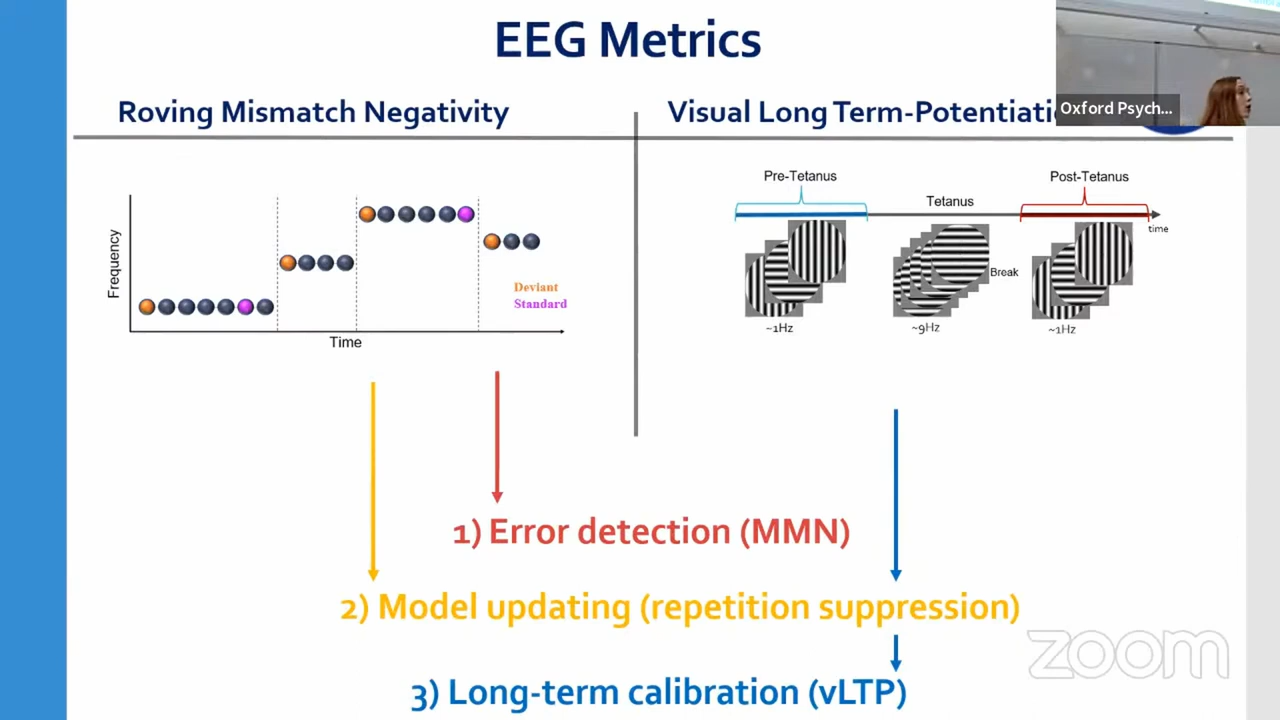 EEG Metrics
Oxford Psych...
Roving Mismatch Negativity
Visual Long Term-Potentiati
Frequency
Deviant
Standard
Time
Pre-Tetanus
Tetanus
Post-Tetanus
time
Break
~1Hz
~9Hz
~1Hz
1) Error detection (MMN)
2) Model updating (repetition suppression)
3) Long-term calibration (vLTP)
zoom